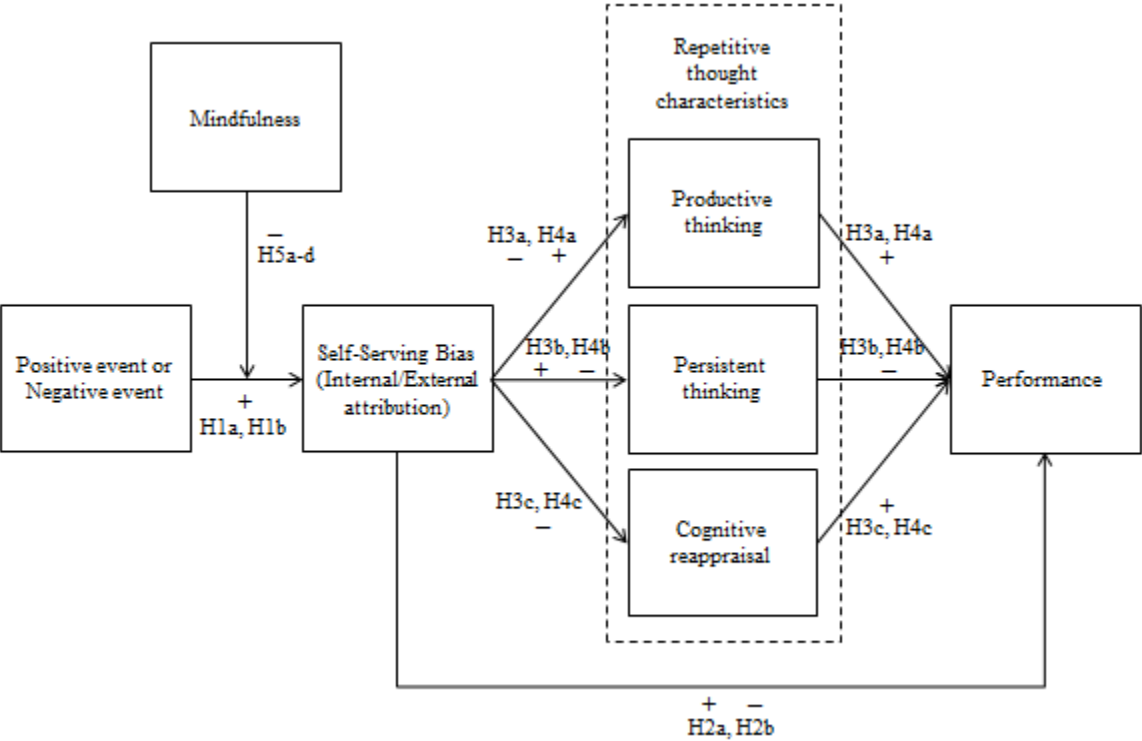 Repetitive
thought
characteristics
Mindfulness
Productive
thinking
H3a, H4a
− +
H3a, H4a
+
−
H5a-d
Positive event or
Negative event
+
H1a, H1b
Self-Serving Bias
(Internal/External
attribution)
H3b, H4b
+ −
Persistent
thinking
H3b, H4b
−
Performance
H3c, H4c
−
Cognitive
reappraisal
+
H3c, H4c
+ −
H2a, H2b